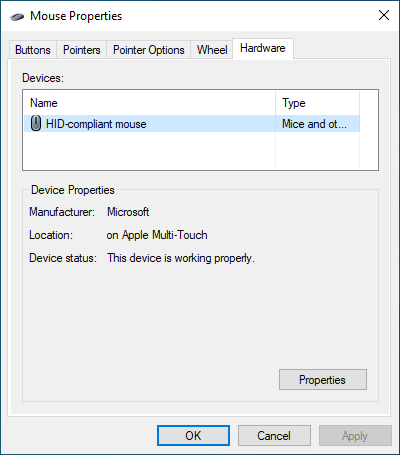 Mouse Properties
Buttons Pointers Pointer Options Wheel Hardware
Devices:
Name Type
HID-compliant mouse Mice and ot...
Device Properties
Manufacturer: Microsoft
Location: on Apple Multi-Touch
Device status: This device is working properly.
Properties
OK Cancel Apply